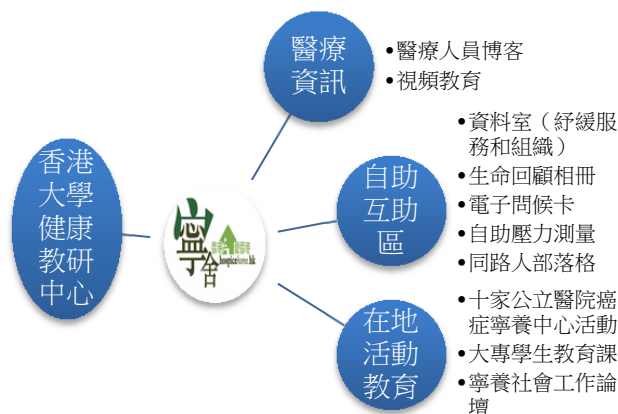 香港
大學
健康
教研
中心
寧
舍
hospicehome.hk
醫療
資訊
•醫療人員博客
•視頻教育
自助
互助
區
•資料室（紓緩服
務和組織）
•生命回顧相冊
•電子問候卡
•自助壓力測量
•同路人部落格
在地
活動
教育
•十家公立醫院癌
症寧養中心活動
•大專學生教育課
•寧養社會工作論
壇